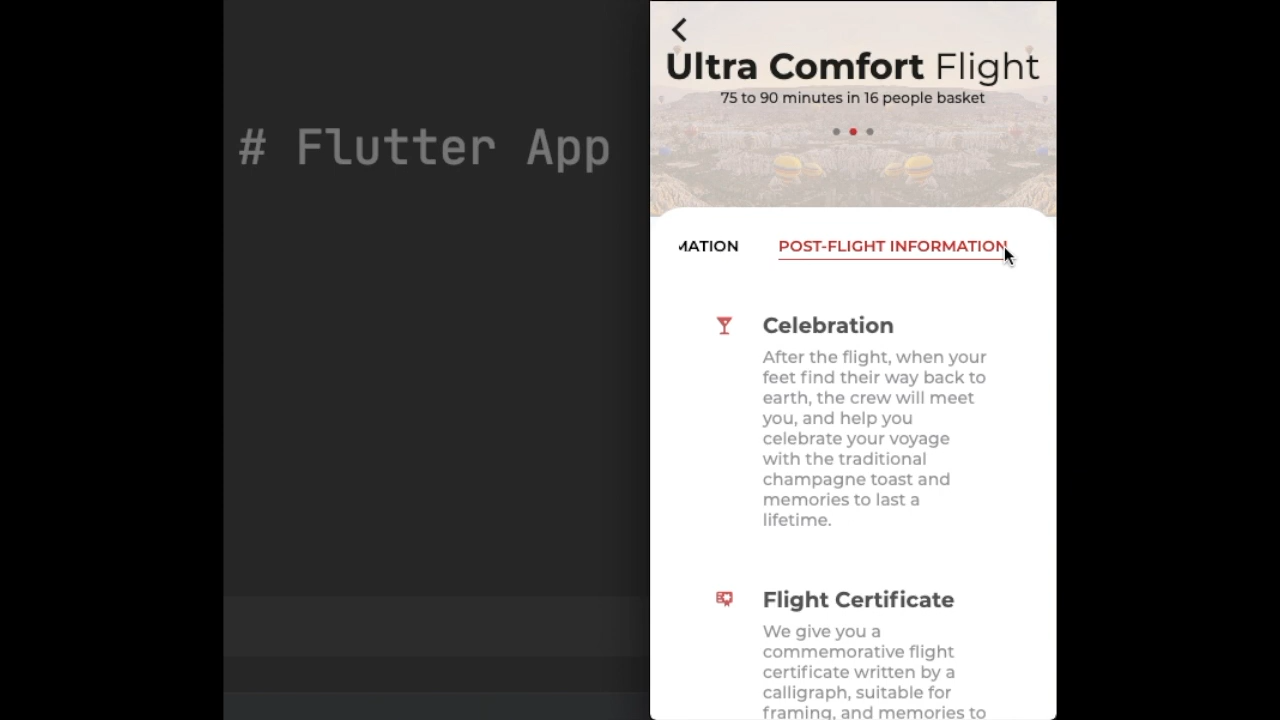 # Flutter App
Ultra Comfort Flight
75 to 90 minutes in 16 people basket
MATION POST-FLIGHT INFORMATION
Celebration
After the flight, when your
feet find their way back to
earth, the crew will meet
you, and help you
celebrate your voyage
with the traditional
champagne toast and
memories to last a
lifetime.
Flight Certificate
We give you a
commemorative flight
certificate written by a
calligraph, suitable for
framing, and memories to